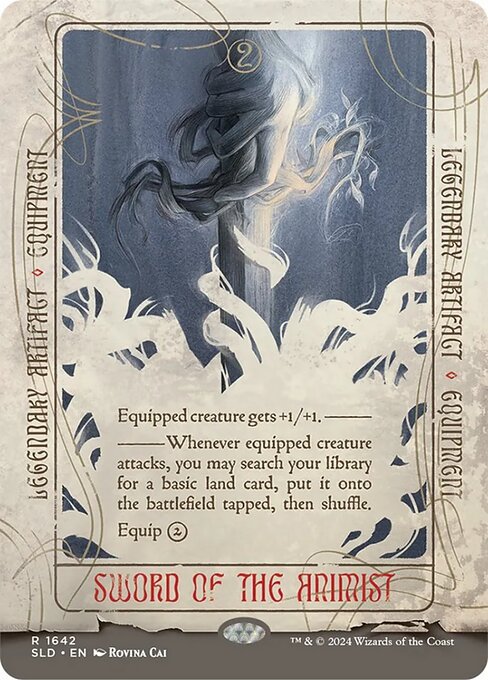 2
LEGENDARY ARTIFACT ♦ EQUIPMENT
LEGENDARY ARTIFACT ♦ EQUIPMENT
Equipped creature gets +1/+1.
Whenever equipped creature
attacks, you may search your library
for a basic land card, put it onto
the battlefield tapped, then shuffle.
Equip 2
SWORD OF THE ANIMIST
R 1642
SLD • EN ROVINA CAI
™ & © 2024 Wizards of the Coast